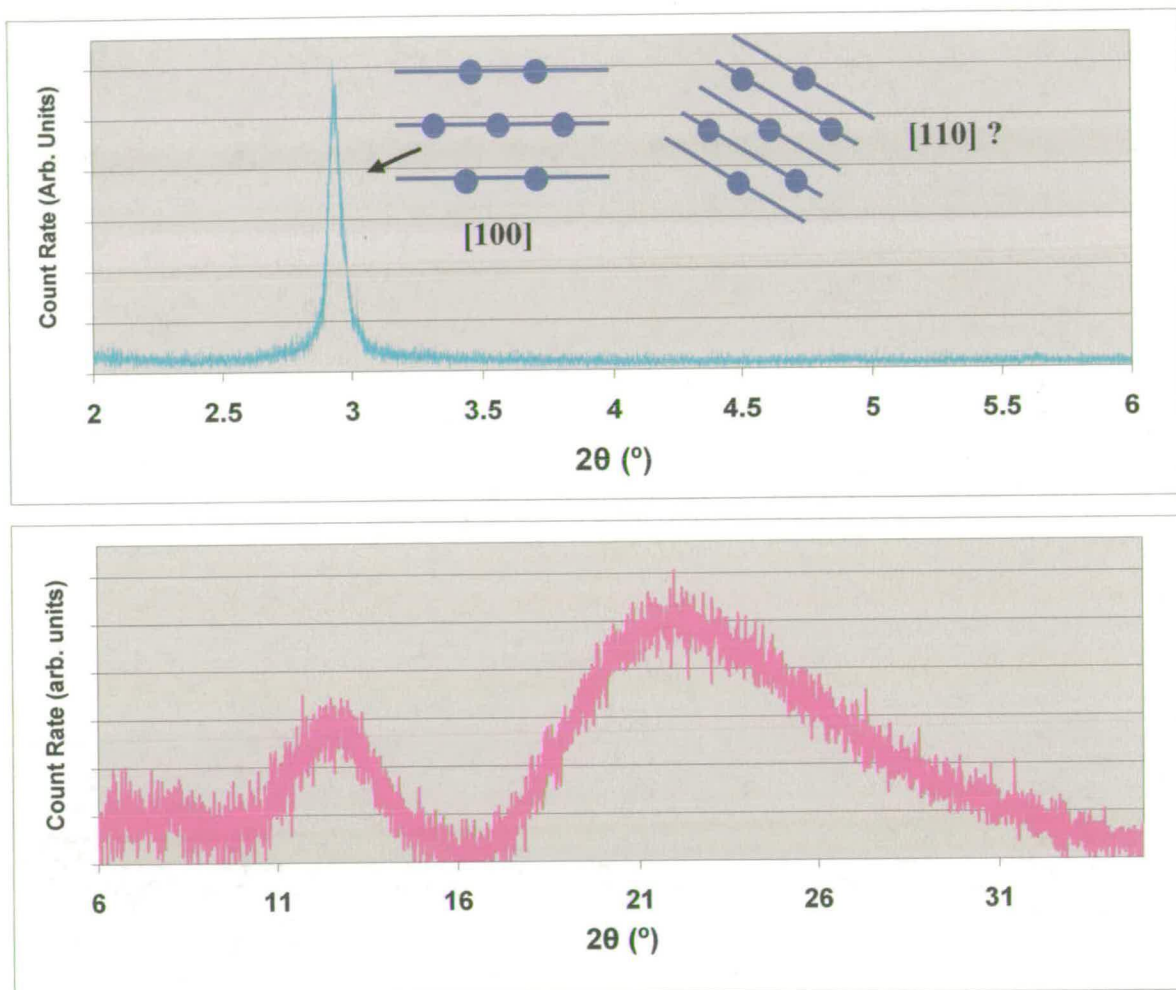 Count Rate (Arb. Units)
[110] ?
[100]
2 2.5 3 3.5 4 4.5 5 5.5 6
2θ (º)
Count Rate (arb. units)
6 11 16 21 26 31
2θ (º)